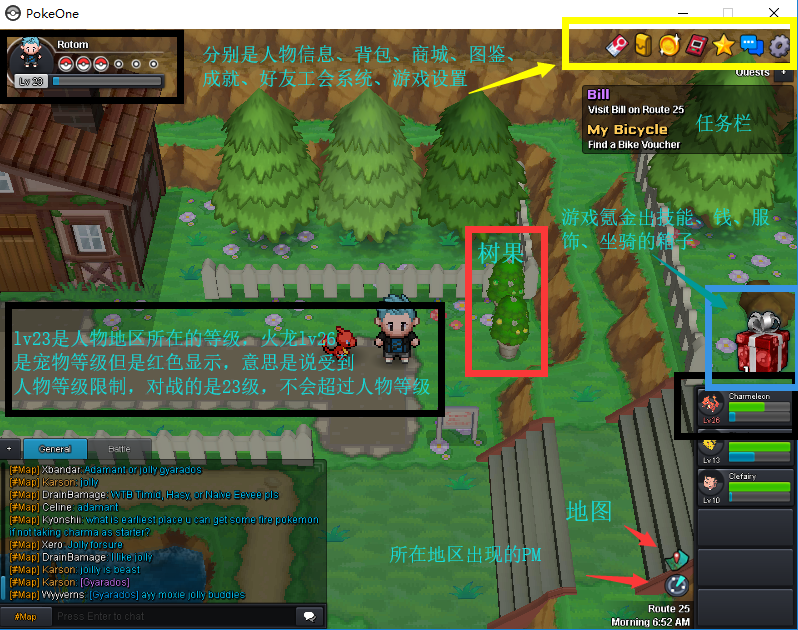 PokeOne
Rotom
Lv 23
分别是人物信息、背包、商城、图鉴、
成就、好友工会系统、游戏设置
Quests
Bill
Visit Bill on Route 25
My Bicycle
Find a Bike Voucher
任务栏
游戏氪金出技能、钱、服
饰、坐骑的箱子
树果
lv23是人物地区所在的等级，火龙lv26
是宠物等级但是红色显示，意思是说受到
人物等级限制，对战的是23级，不会超过人物等级
Charmeleon
Lv26
Lv13
Clefairy
Lv10
+ General Battle
[#Map] Xbandar: Adamant or jolly gyarados
[#Map] Karson: jolly
[#Map] DrainBamage: WTB Timid, Hasy, or Naive Eevee pls
[#Map] Celine: adamant
[#Map] Kyonshii: what is earliest place u can get some fire pokemon
if not taking charma as starter?
[#Map] Xero: Jolly forsure
[#Map] DrainBamage: I like jolly
[#Map] Karson: jolly is beast
[#Map] Karson: [Gyarados]
[#Map] Wyyverns: [Gyarados] ayy moxie jolly buddies
#Map Press Enter to chat
地图
所在地区出现的PM
Route 25
Morning 6:52 AM